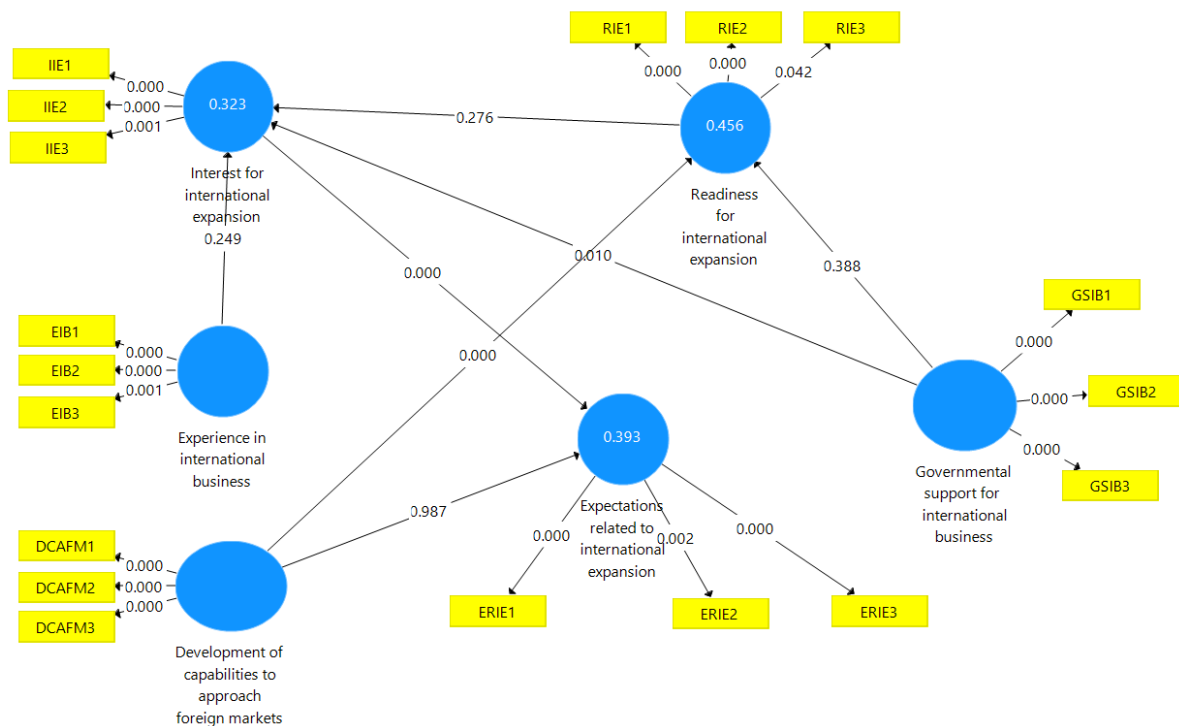 RIE1
RIE2
RIE3
0.000
0.000
0.042
IIE1
IIE2
IIE3
0.000
0.000
0.001
0.323
0.276
0.456
Interest for
international
expansion
Readiness
for
international
expansion
0.249
0.000
0.010
0.388
GSIB1
GSIB2
GSIB3
0.000
0.000
0.000
EIB1
EIB2
EIB3
0.000
0.000
0.001
0.000
Experience in
international
business
0.393
Governmental
support for
international
business
0.987
Expectations
related to
international
expansion
0.000
0.002
0.000
DCAFM1
DCAFM2
DCAFM3
0.000
0.000
0.000
ERIE1
ERIE2
ERIE3
Development of
capabilities to
approach
foreign markets